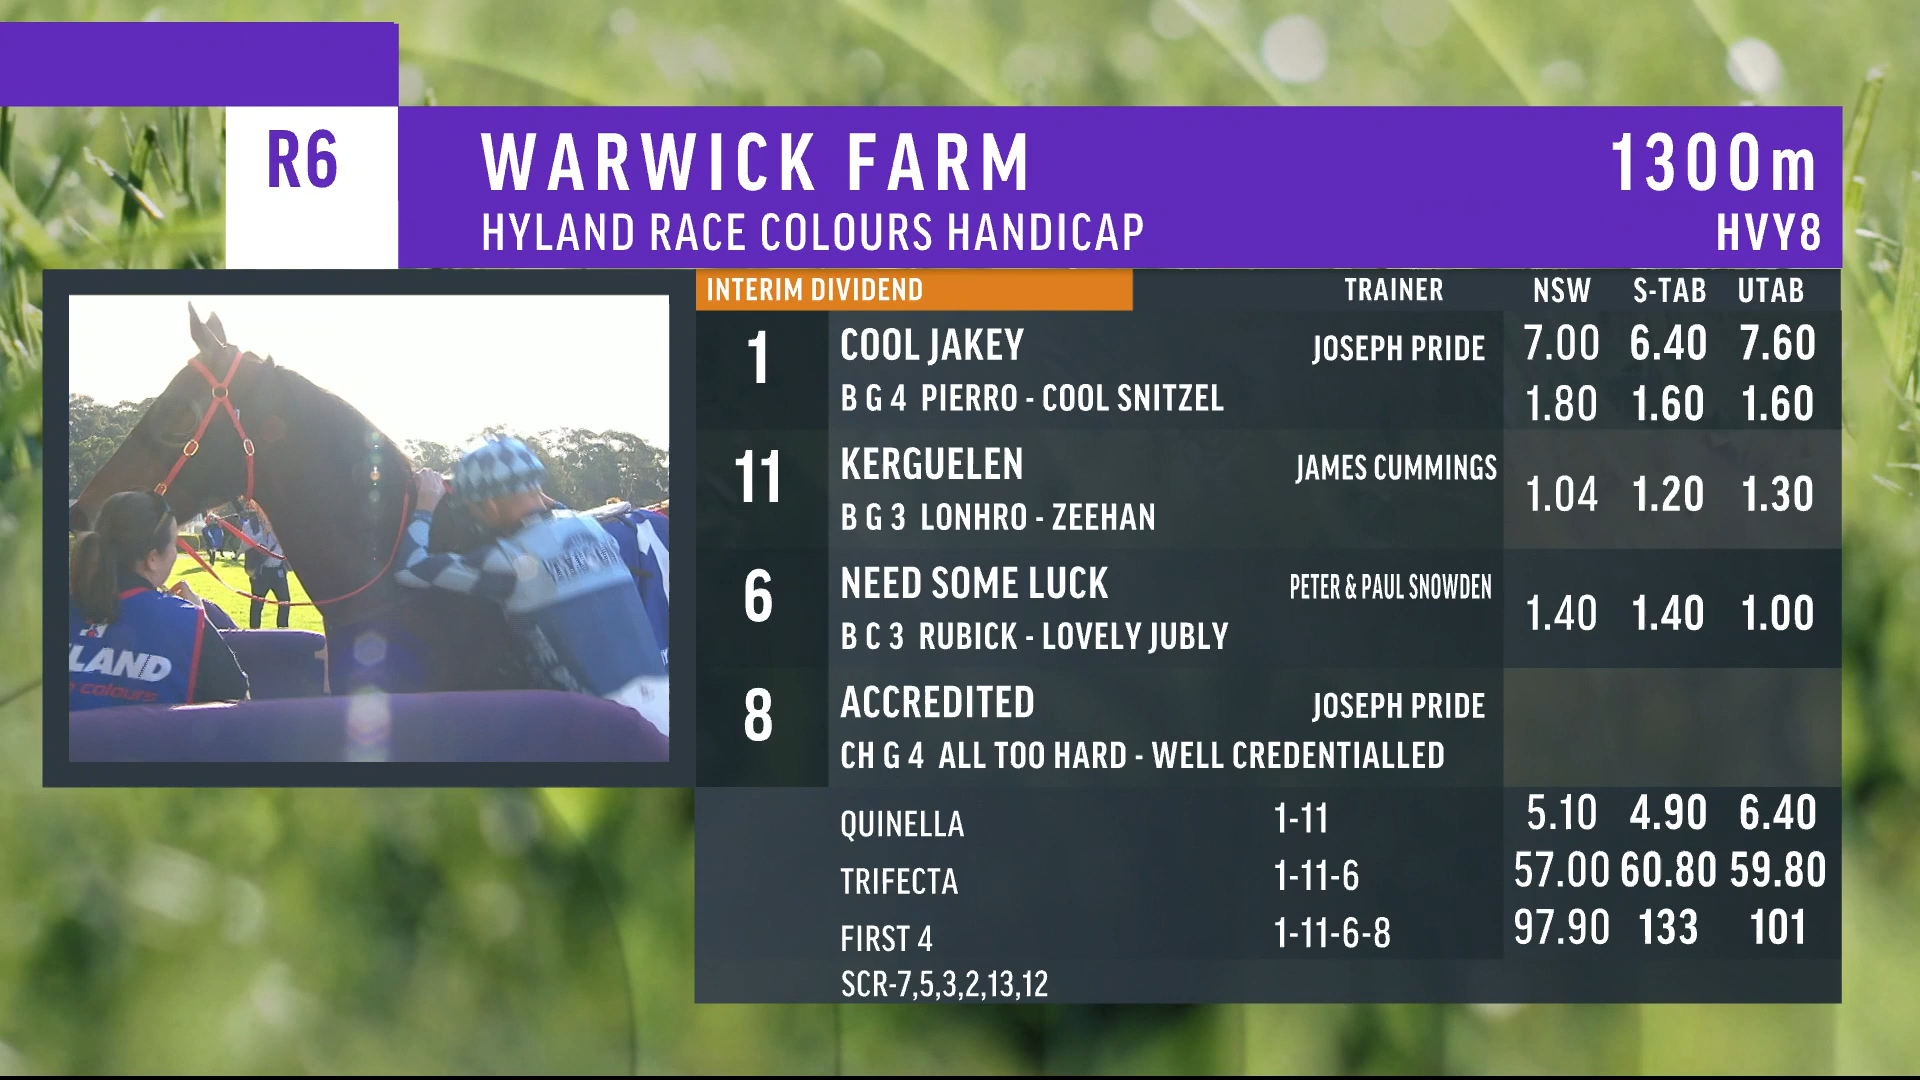 R6
WARWICK FARM
1300m
HYLAND RACE COLOURS HANDICAP
HVY8
INTERIM DIVIDEND TRAINER NSW S-TAB UTAB
1 COOL JAKEY JOSEPH PRIDE 7.00 6.40 7.60
B G 4 PIERRO - COOL SNITZEL 1.80 1.60 1.60
11 KERGUELEN JAMES CUMMINGS 1.04 1.20 1.30
B G 3 LONHRO - ZEEHAN
6 NEED SOME LUCK PETER & PAUL SNOWDEN 1.40 1.40 1.00
B C 3 RUBICK - LOVELY JUBLY
8 ACCREDITED JOSEPH PRIDE
CH G 4 ALL TOO HARD - WELL CREDENTIALLED
QUINELLA 1-11 5.10 4.90 6.40
TRIFECTA 1-11-6 57.00 60.80 59.80
FIRST 4 1-11-6-8 97.90 133 101
SCR-7,5,3,2,13,12
LAND
colours